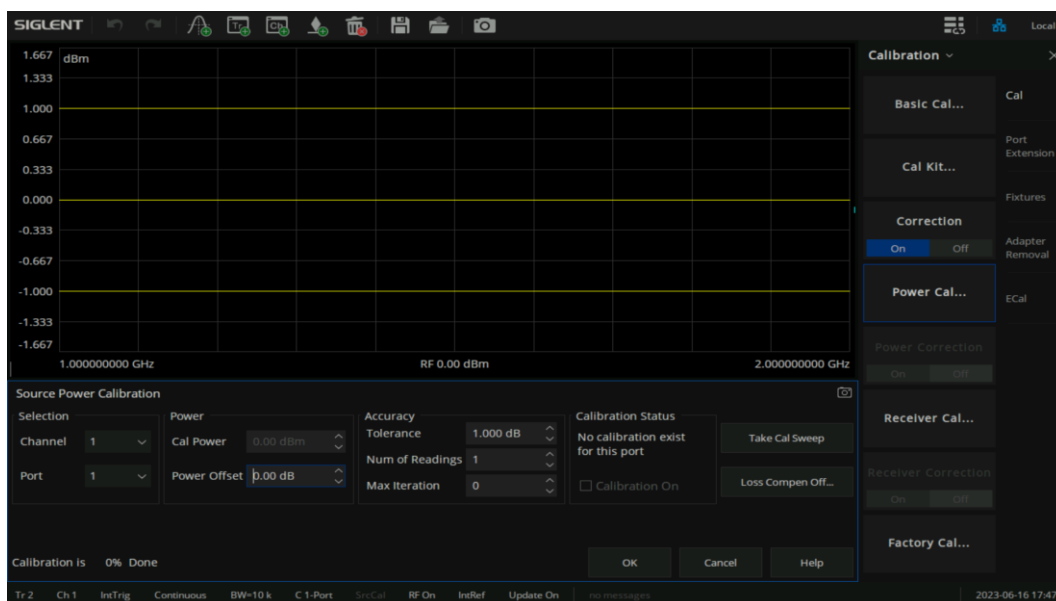 SIGLENT
Tr
Ch
Local
1.667 dBm
1.333
1.000
0.667
0.333
0.000
-0.333
-0.667
-1.000
-1.333
-1.667
1.000000000 GHz RF 0.00 dBm 2.000000000 GHz
Source Power Calibration
Selection
Channel 1
Port 1
Power
Cal Power 0.00 dBm
Power Offset 0.00 dB
Accuracy
Tolerance 1.000 dB
Num of Readings 1
Max Iteration 0
Calibration Status
No calibration exist
for this port
Calibration On
Take Cal Sweep
Loss Compen Off...
Calibration is 0% Done
OK Cancel Help
Calibration
Basic Cal...
Cal Kit...
Correction
On Off
Power Cal...
Power Correction
On Off
Receiver Cal...
Receiver Correction
On Off
Factory Cal...
Cal
Port
Extension
Fixtures
Adapter
Removal
ECal
Tr 2 Ch 1 IntTrig Continuous BW=10 k C 1-Port SrcCal RF On IntRef Update On no messages 2023-06-16 17:47